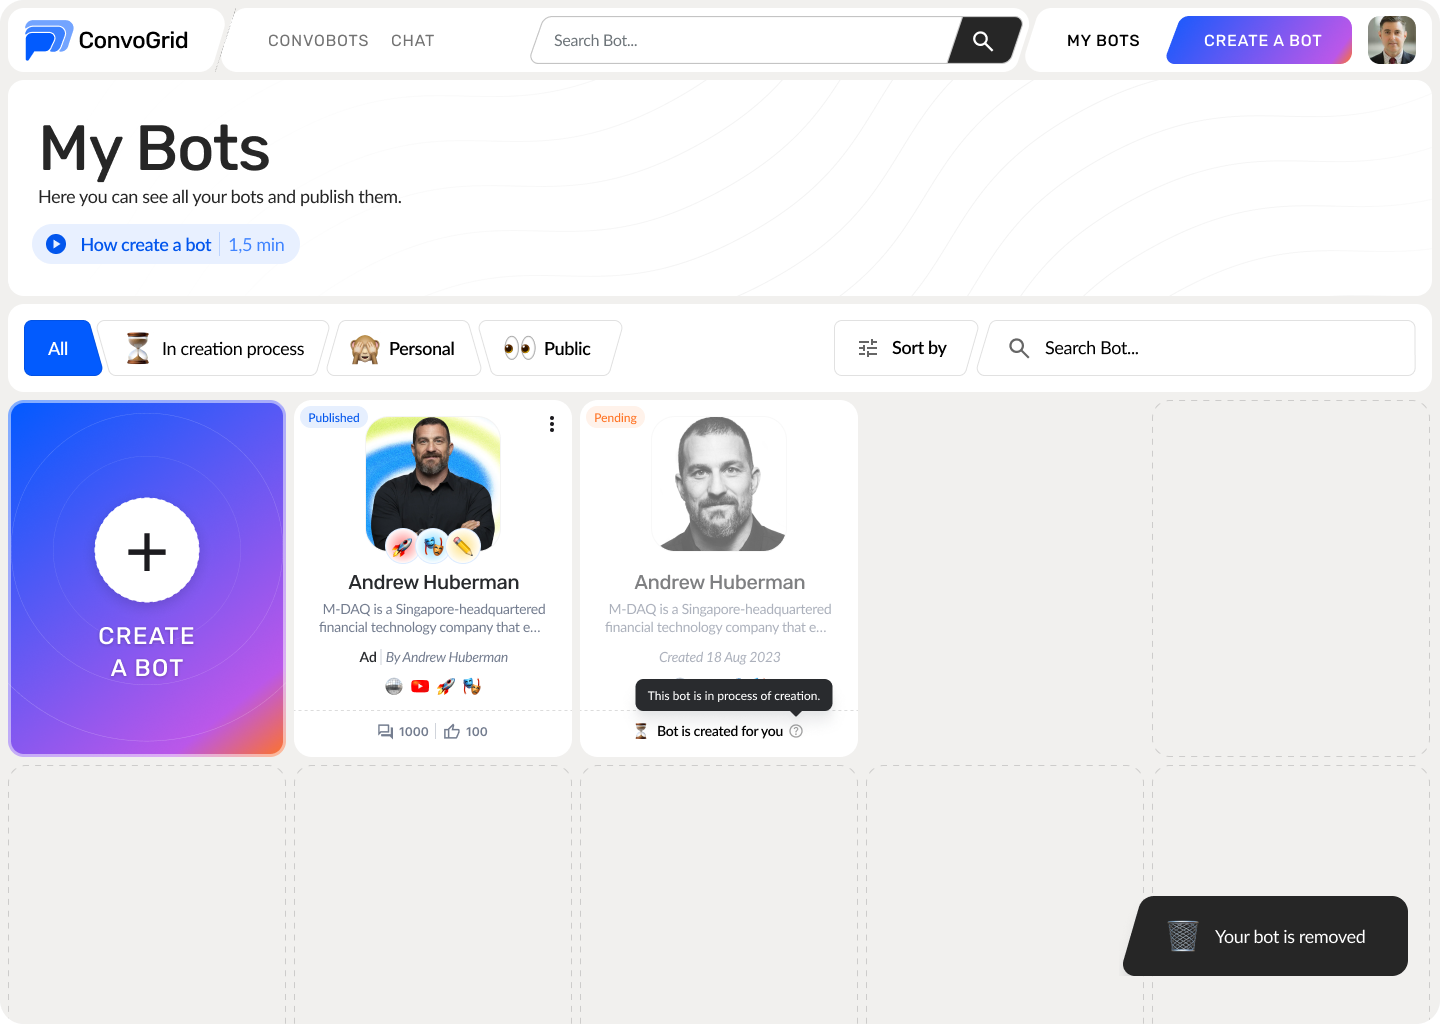 ConvoGrid
CONVOBOTS
CHAT
Search Bot...
MY BOTS
CREATE A BOT
My Bots
Here you can see all your bots and publish them.
How create a bot
1,5 min
All
In creation process
Personal
Public
Sort by
Search Bot...
CREATE
A BOT
Published
Andrew Huberman
M-DAQ is a Singapore-headquartered
financial technology company that e...
Ad
By Andrew Huberman
1000
100
Pending
Andrew Huberman
M-DAQ is a Singapore-headquartered
financial technology company that e...
Created 18 Aug 2023
This bot is in process of creation.
Bot is created for you
Your bot is removed